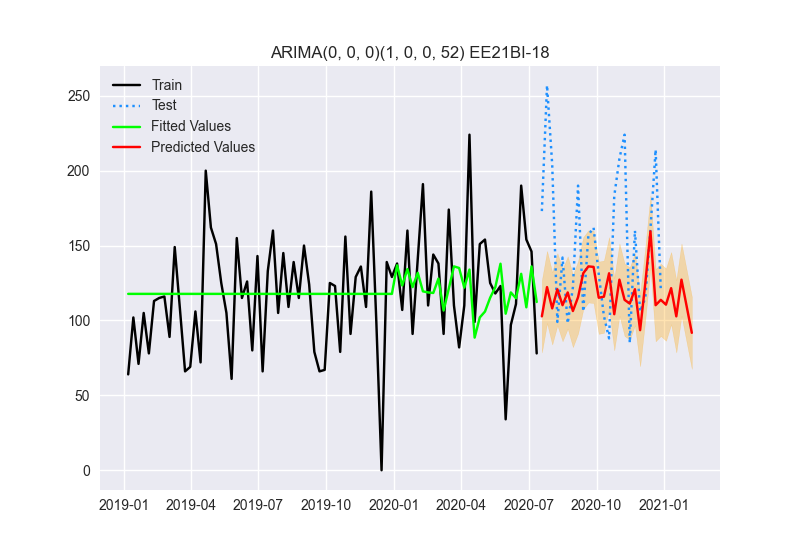 ARIMA(0, 0, 0)(1, 0, 0, 52) EE21BI-18
Train
Test
Fitted Values
Predicted Values
250
200
150
100
50
0
2019-01 2019-04 2019-07 2019-10 2020-01 2020-04 2020-07 2020-10 2021-01